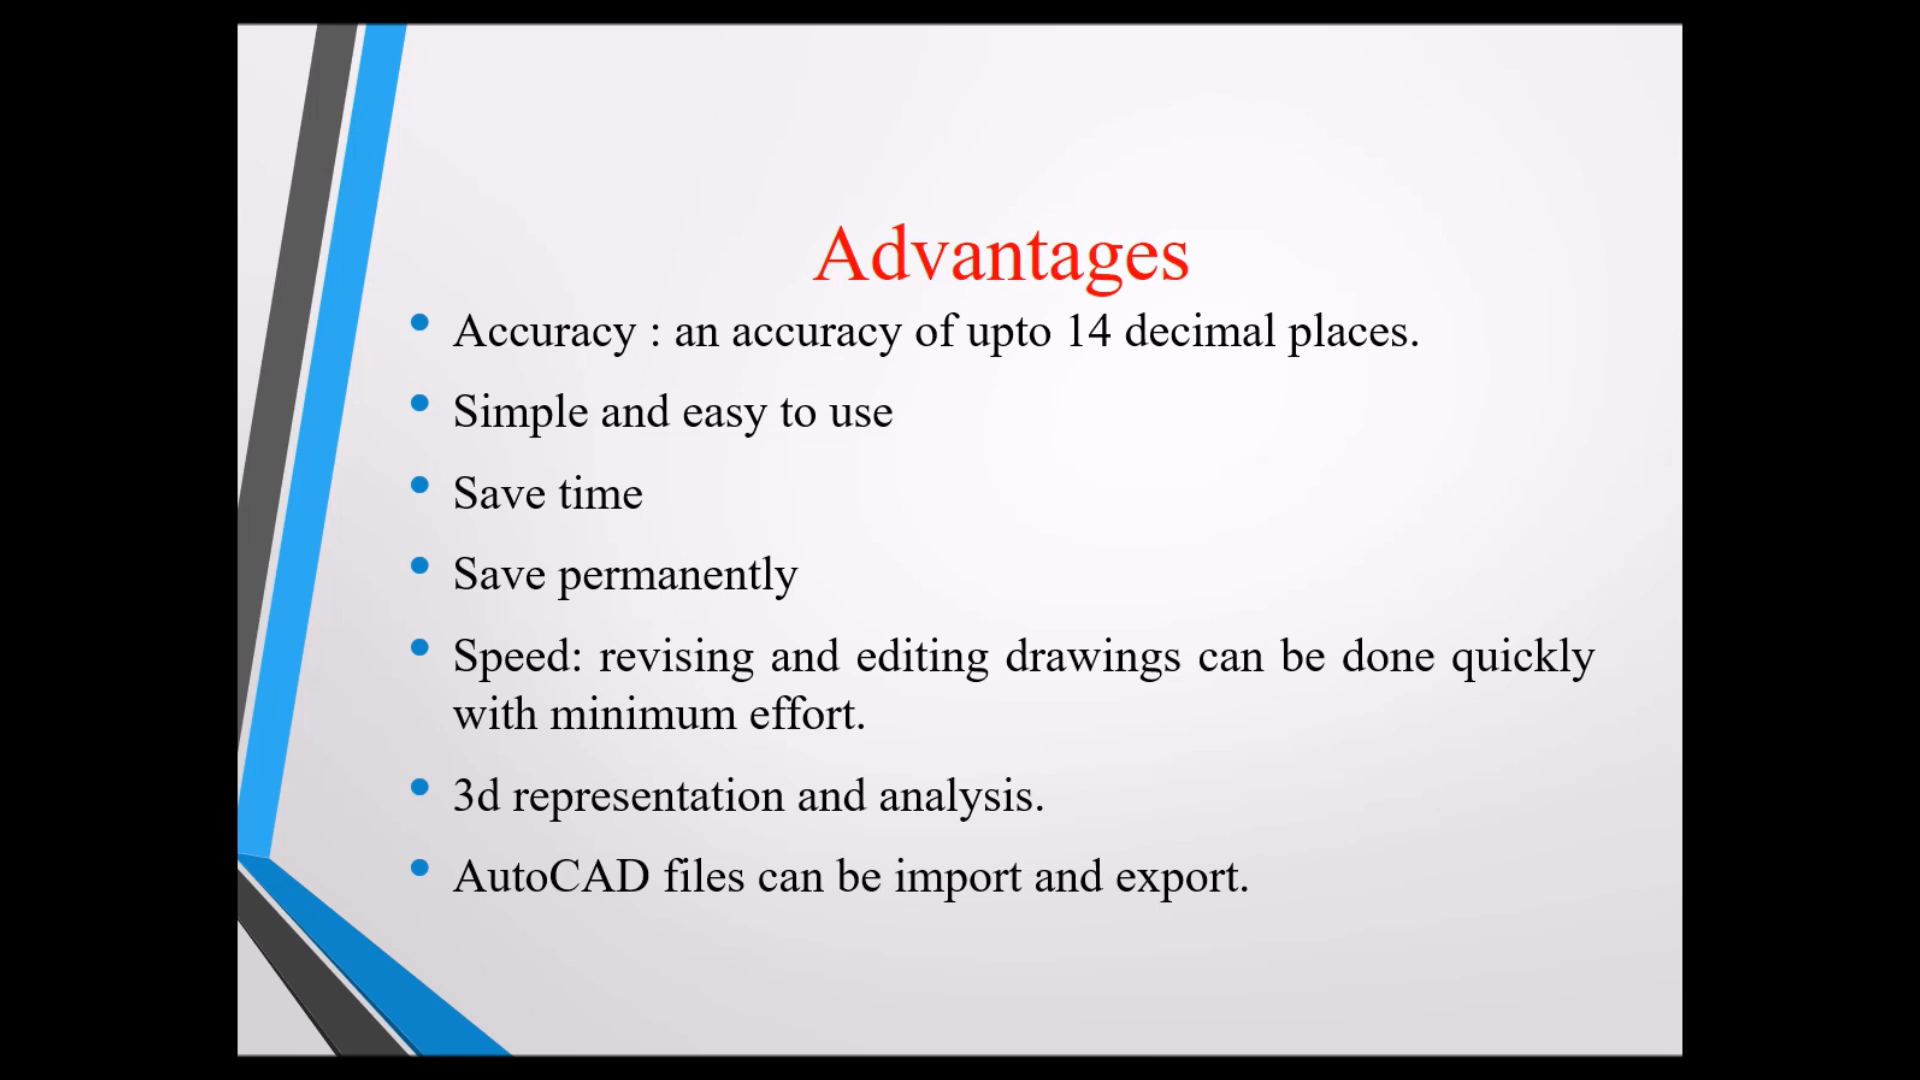 Advantages
Accuracy : an accuracy of upto 14 decimal places.
Simple and easy to use
Save time
Save permanently
Speed: revising and editing drawings can be done quickly
with minimum effort.
3d representation and analysis.
AutoCAD files can be import and export.